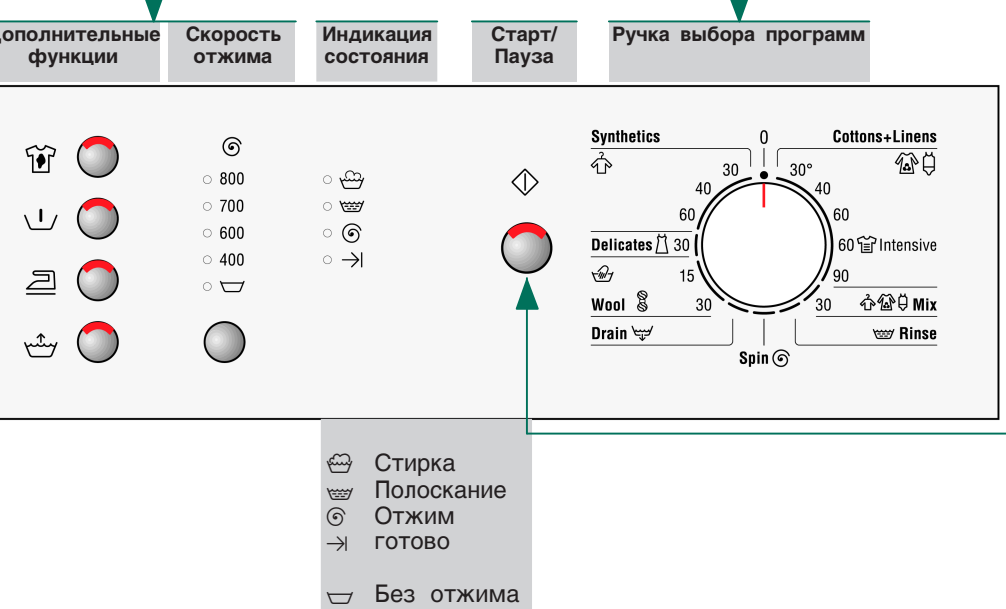 Дополнительные функции
Скорость отжима
Индикация состояния
Старт/ Пауза
Ручка выбора программ
800
700
600
400
Synthetics
0
Cottons+Linens
30
30°
40
40
60
60
Delicates
30
60
Intensive
15
90
Wool
30
30
Mix
Drain
Rinse
Spin
Стирка
Полоскание
Отжим
готово
Без отжима